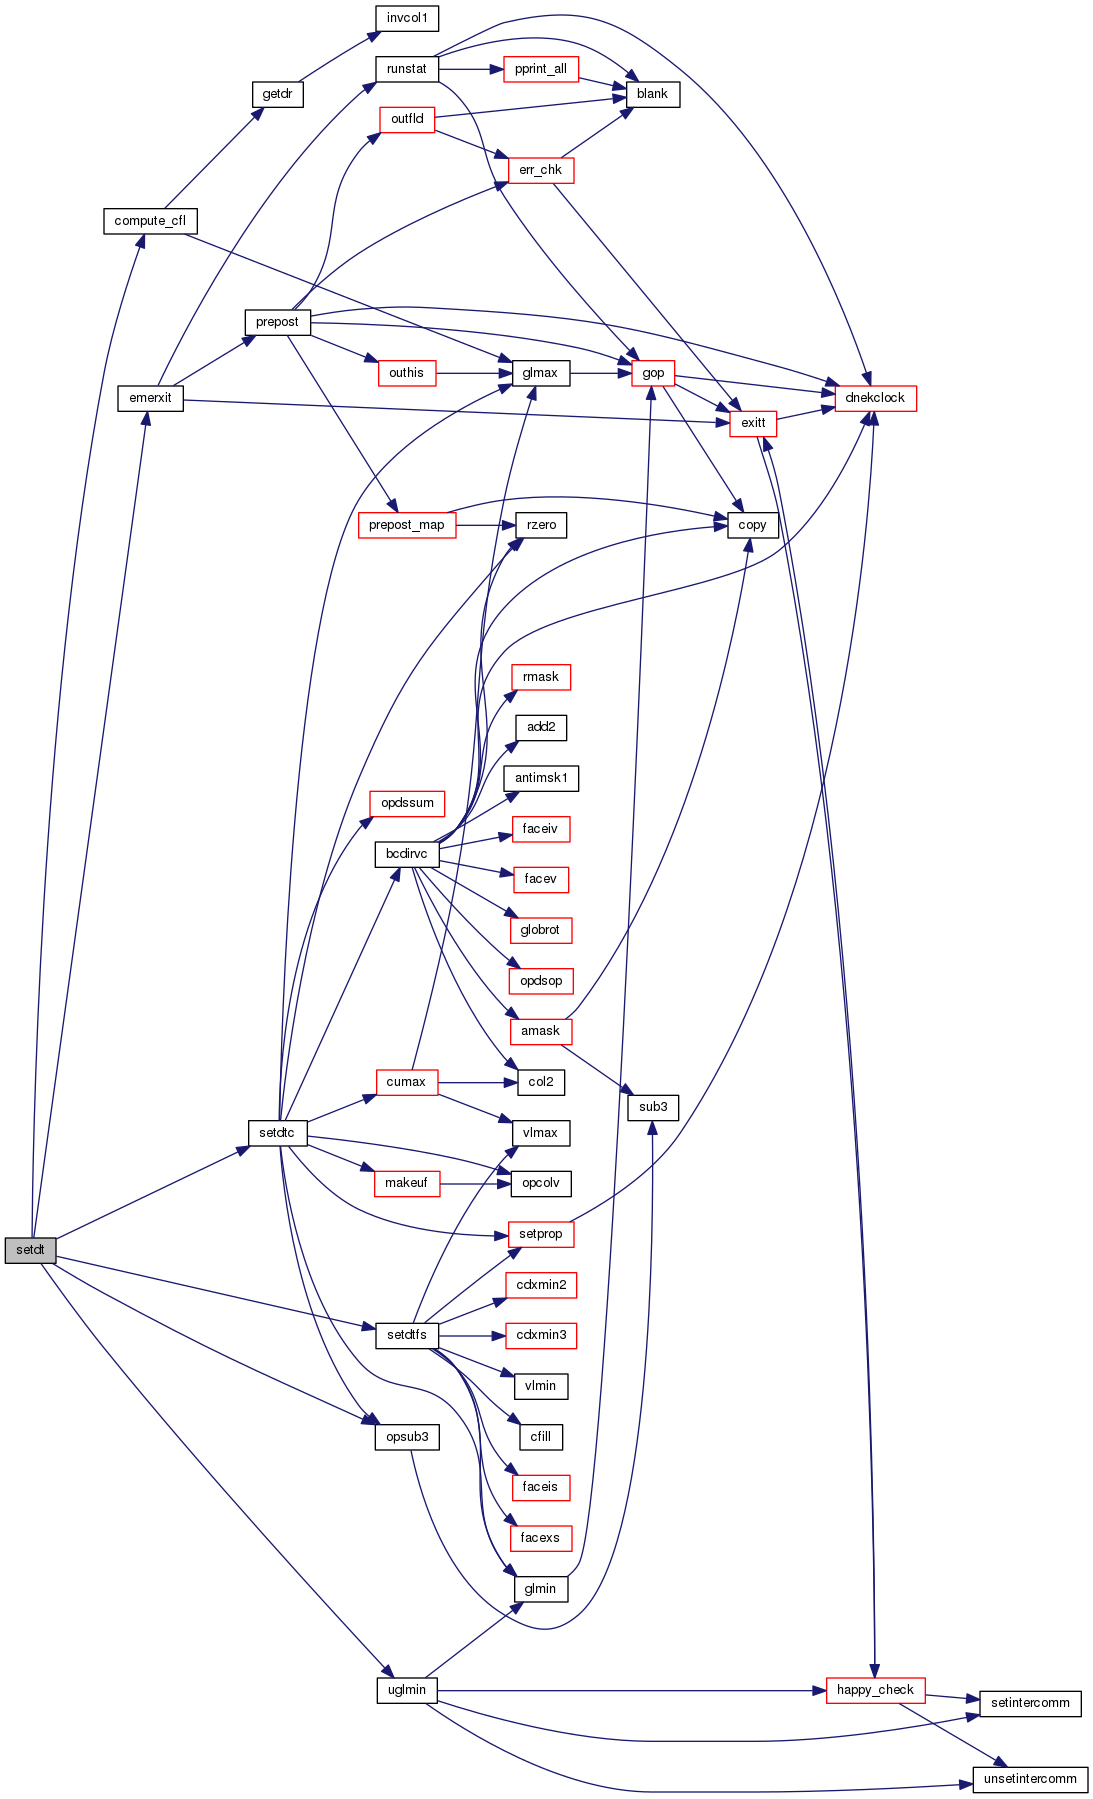 invcol1
runstat
pprint_all
getdr
blank
outfld
err_chk
compute_cfl
prepost
outhis
glmax
gop
emerxit
dnekclock
exitt
prepost_map
rzero
copy
rmask
add2
antimsk1
opdssum
faceiv
bcdirvc
facev
globrot
opdsop
amask
cumax
col2
sub3
setdtc
vlmax
makeuf
opcolv
setprop
setdt
cdxmin2
setdtfs
cdxmin3
vlmin
opsub3
cfill
faceis
facexs
glmin
uglmin
happy_check
setintercomm
unsetintercomm